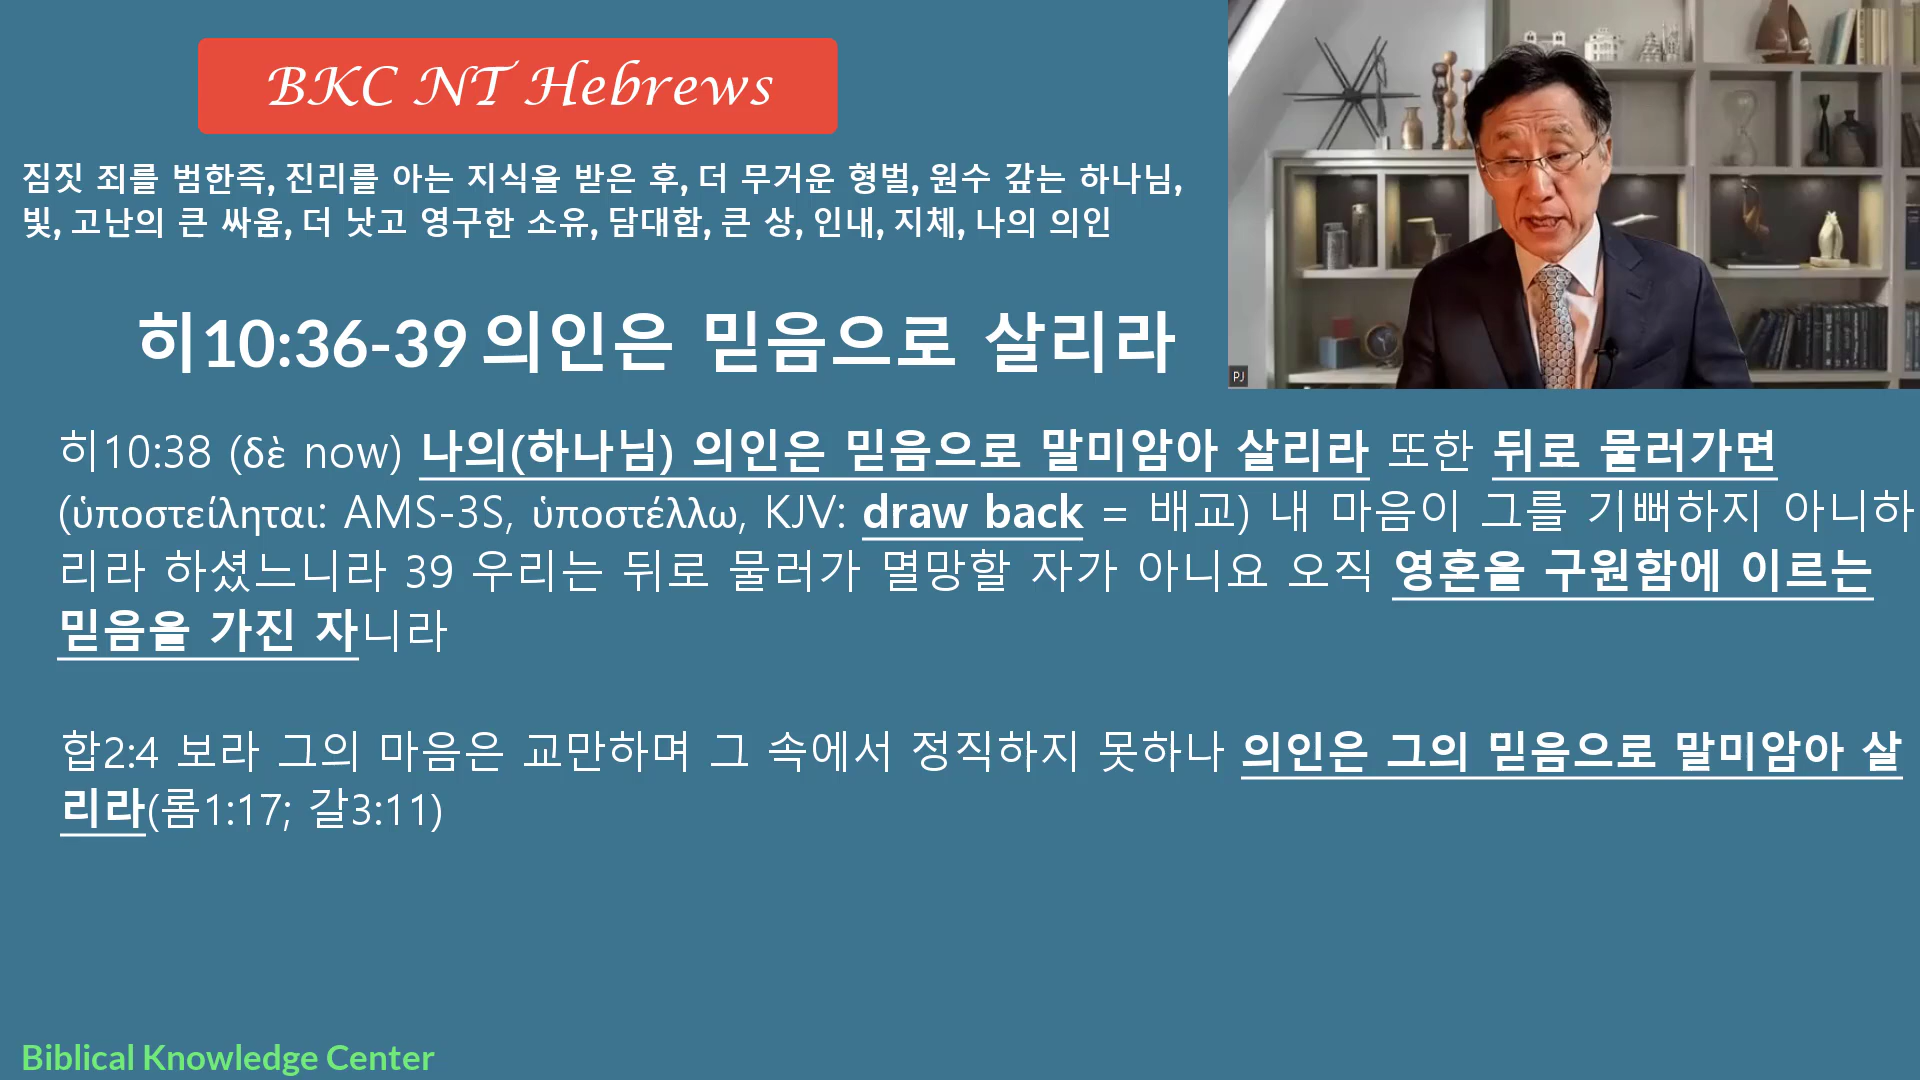 BKC NT Hebrews
짐짓 죄를 범한즉, 진리를 아는 지식을 받은 후, 더 무거운 형벌, 원수 갚는 하나님,
빛, 고난의 큰 싸움, 더 낫고 영구한 소유, 담대함, 큰 상, 인내, 지체, 나의 의인
히10:36-39 의인은 믿음으로 살리라
히10:38 (δὲ now) 나의(하나님) 의인은 믿음으로 말미암아 살리라 또한 뒤로 물러가면
(ὑποστείληται: AMS-3S, ὑποστέλλω, KJV: draw back = 배교) 내 마음이 그를 기뻐하지 아니하
리라 하셨느니라 39 우리는 뒤로 물러가 멸망할 자가 아니요 오직 영혼을 구원함에 이르는
믿음을 가진 자니라
합2:4 보라 그의 마음은 교만하며 그 속에서 정직하지 못하나 의인은 그의 믿음으로 말미암아 살
리라(롬1:17; 갈3:11)
PJ
Biblical Knowledge Center